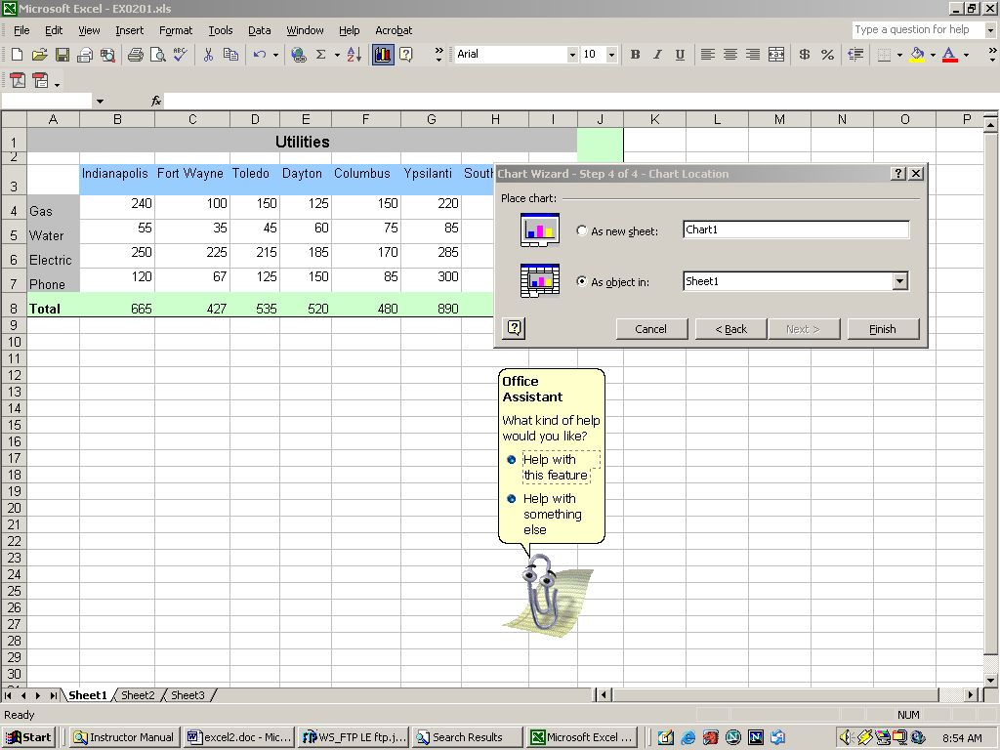 Microsoft Excel - EX0201.xls
File Edit View Insert Format Tools Data Window Help Acrobat
Type a question for help
Arial 10 B I U $ %
fx
A B C D E F G H I J K L M N O P
1 Utilities
2
3 Indianapolis Fort Wayne Toledo Dayton Columbus Ypsilanti South
4 Gas 240 100 150 125 150 220
5 Water 55 35 45 60 75 85
6 Electric 250 225 215 185 170 285
7 Phone 120 67 125 150 85 300
8 Total 665 427 535 520 480 890
9
10
11
12
13
14
15
16
17
18
19
20
21
22
23
24
25
26
27
28
29
30
Chart Wizard - Step 4 of 4 - Chart Location
Place chart:
As new sheet: Chart1
As object in: Sheet1
Cancel < Back Next > Finish
Office
Assistant
What kind of help
would you like?
Help with
this feature
Help with
something
else
Sheet1 Sheet2 Sheet3
Ready NUM
Start Instructor Manual excel2.doc - Mic... WS_FTP LE ftp.j... Search Results Microsoft Excel ... 8:54 AM